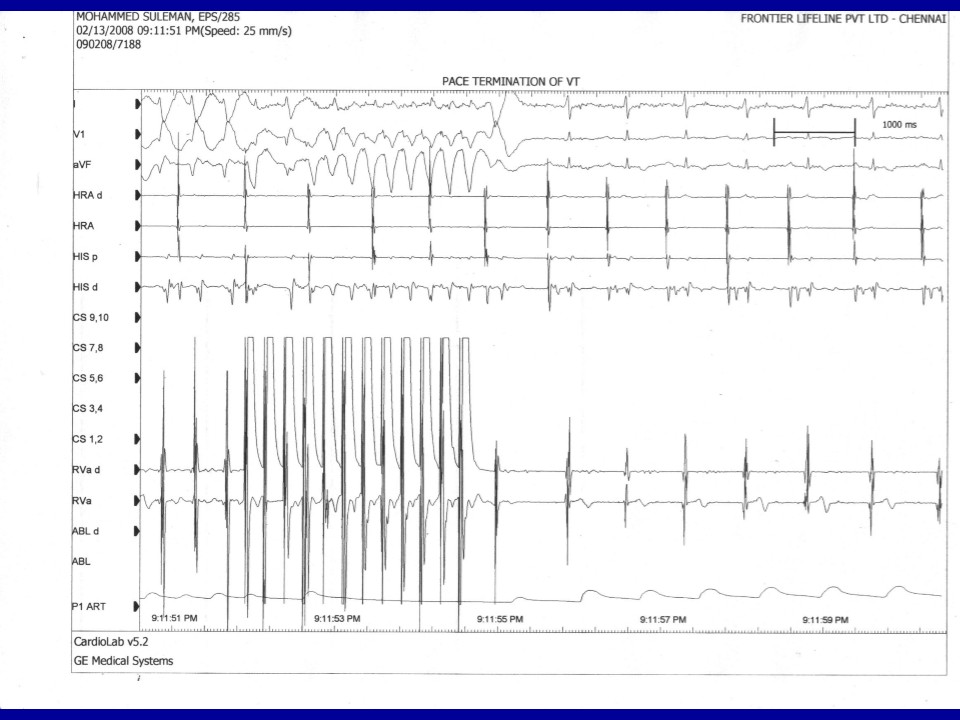 MOHAMMED SULEMAN, EPS/285
FRONTIER LIFELINE PVT LTD - CHENNAI
02/13/2008 09:11:51 PM(Speed: 25 mm/s)
090208/7188
PACE TERMINATION OF VT
I
1000 ms
V1
aVF
HRA d
HRA
HIS p
HIS d
CS 9,10
CS 7,8
CS 5,6
CS 3,4
CS 1,2
RVa d
RVa
ABL d
ABL
P1 ART
9:11:51 PM 9:11:53 PM 9:11:55 PM 9:11:57 PM 9:11:59 PM
CardioLab v5.2
GE Medical Systems